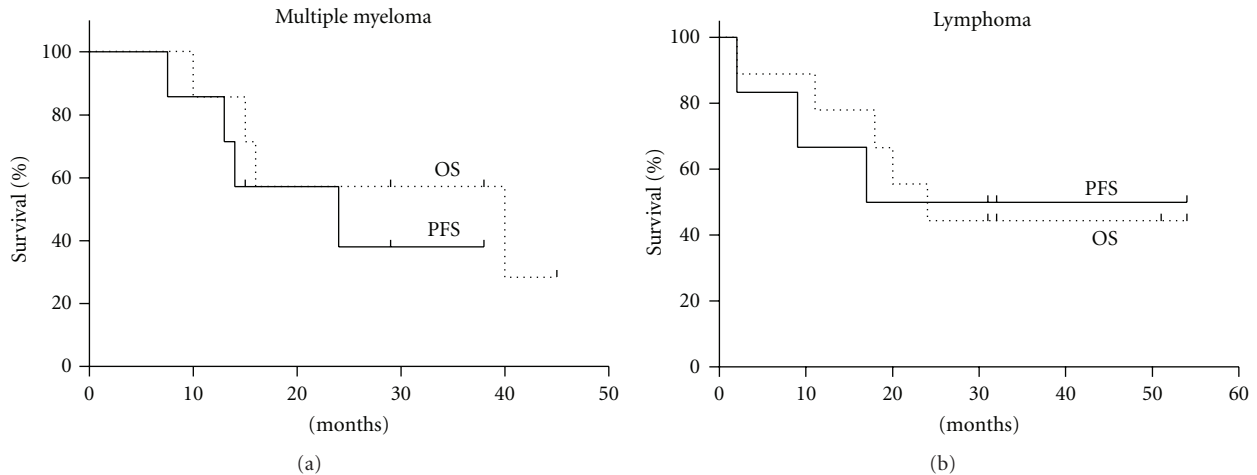 Multiple myeloma
100
80
60
40
20
0
Survival (%)
OS
PFS
0 10 20 30 40 50
(months)
(a)
Lymphoma
100
80
60
40
20
0
Survival (%)
PFS
OS
0 10 20 30 40 50 60
(months)
(b)